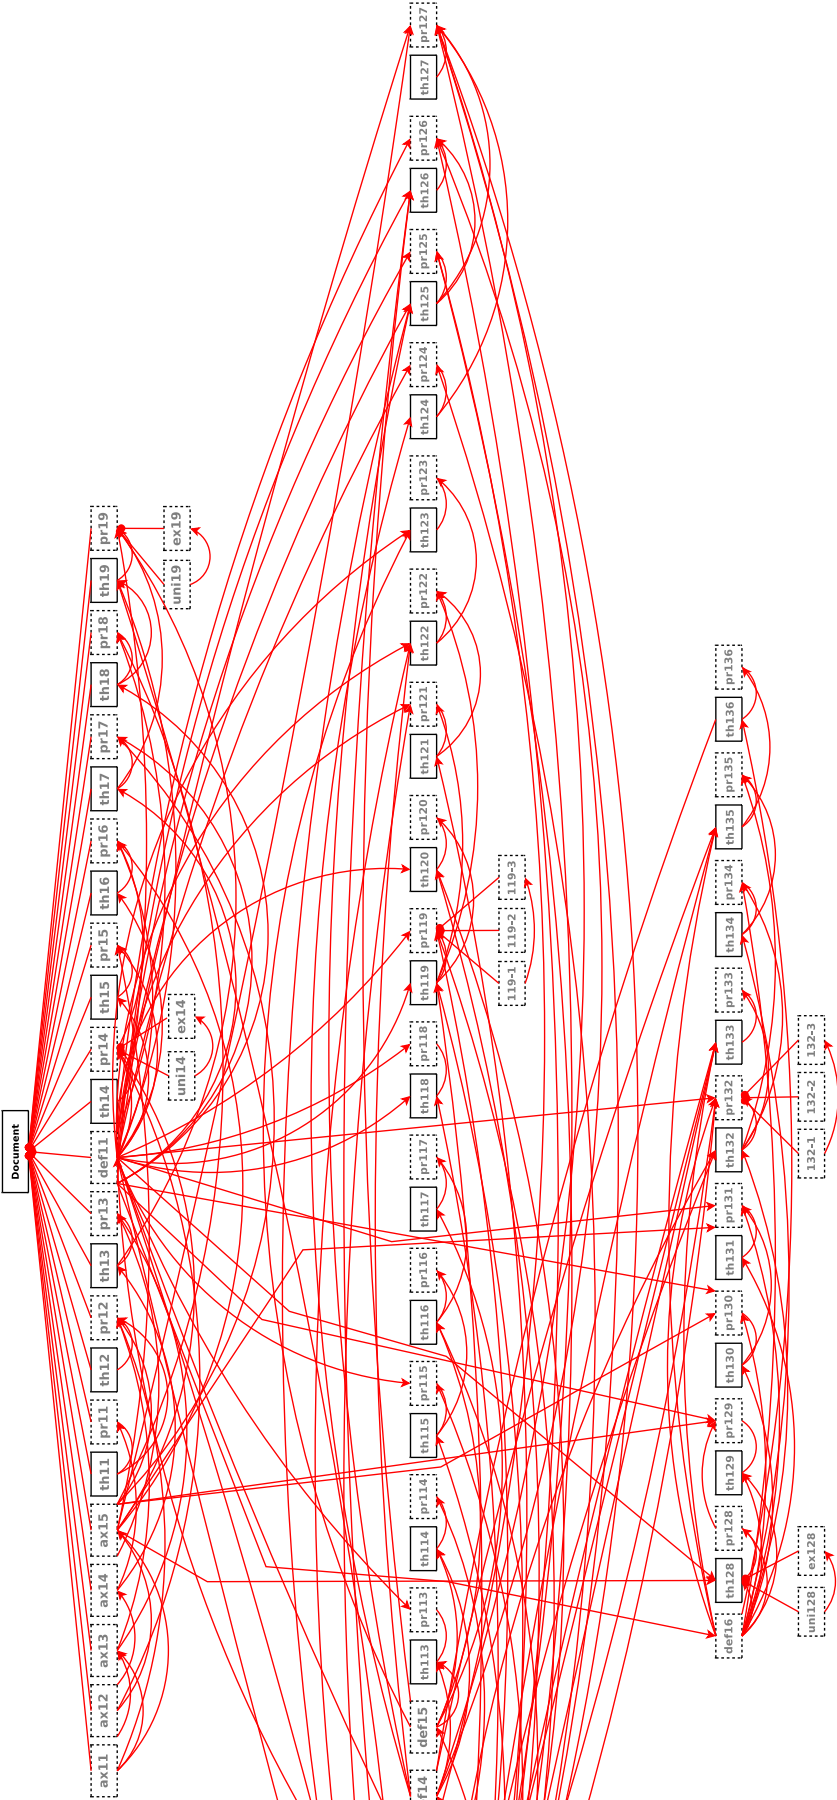 Document
pr19
th19
pr18
th18
pr17
th17
pr16
th16
pr15
th15
pr14
th14
def11
pr13
th13
pr12
th12
pr11
th11
ax15
ax14
ax13
ax12
ax11
ex19
uni19
ex14
uni14
pr127
th127
pr126
th126
pr125
th125
pr124
th124
pr123
th123
pr122
th122
pr121
th121
pr120
th120
pr119
th119
pr118
th118
pr117
th117
pr116
th116
pr115
th115
pr114
th114
pr113
th113
def15
f14
119-3
119-2
119-1
pr136
th136
pr135
th135
pr134
th134
pr133
th133
pr132
th132
pr131
th131
pr130
th130
pr129
th129
pr128
th128
def16
132-3
132-2
132-1
ex128
uni128